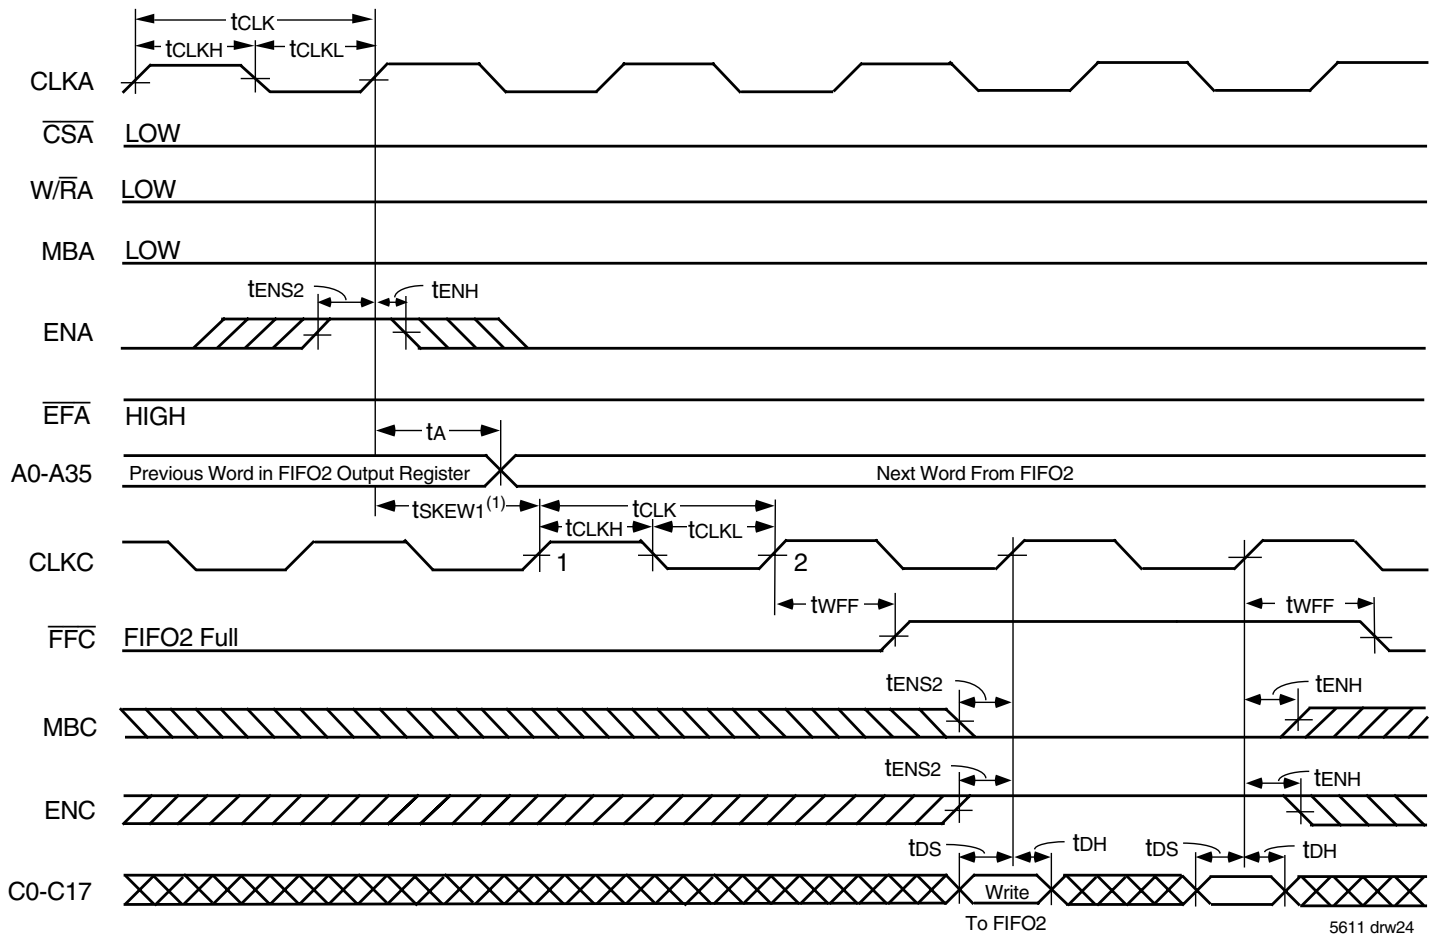 tCLK
tCLKH tCLKL
CLKA
CSA LOW
W/RA LOW
MBA LOW
tENS2 tENH
ENA
EFA HIGH
tA
A0-A35 Previous Word in FIFO2 Output Register Next Word From FIFO2
tSKEW1(1) tCLK
tCLKH tCLKL
CLKC 1 2
tWFF tWFF
FFC FIFO2 Full
tENS2 tENH
MBC
tENS2 tENH
ENC
tDS tDH tDS tDH
C0-C17 Write
To FIFO2
5611 drw24